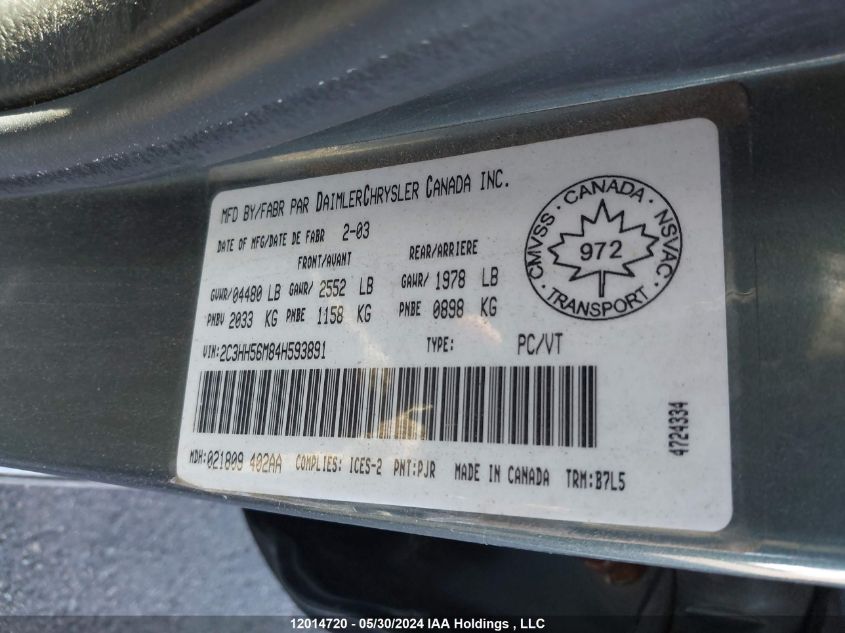 MFD BY/FABR PAR DAIMLERCHRYSLER CANADA INC.
DATE OF MFG/DATE DE FABR 2-03
FRONT/AVANT REAR/ARRIERE
GVWR/04480 LB GAWR/ 2552 LB GAWR/ 1978 LB
PNBV 2033 KG PNBE 1158 KG PNBE 0898 KG
VIN:2C3HH56M84H593891 TYPE: PC/VT
CMVSS · CANADA · NSVAC · TRANSPORT ·
972
4724334
MDH:021809 402AA COMPLIES: ICES-2 PNT:PJR MADE IN CANADA TRM:B7L5
12014720 - 05/30/2024 IAA Holdings , LLC